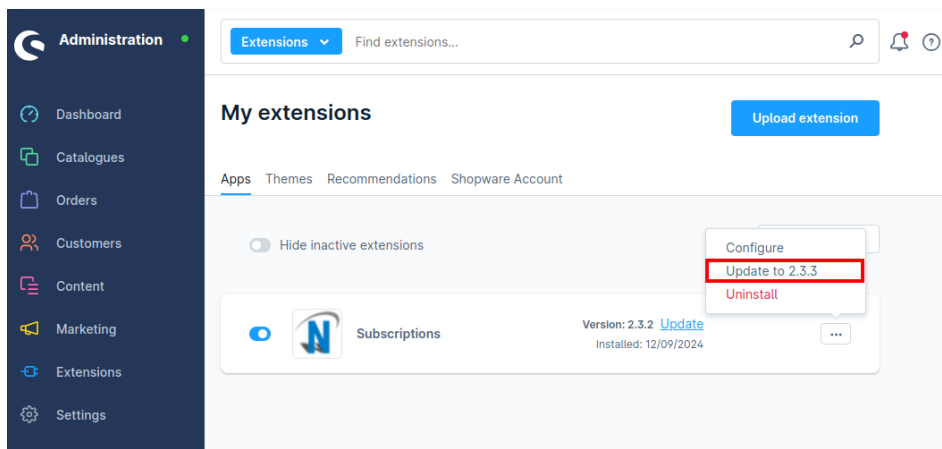 Administration
Extensions
Find extensions...
Dashboard
Catalogues
Orders
Customers
Content
Marketing
Extensions
Settings
My extensions
Upload extension
Apps Themes Recommendations Shopware Account
Hide inactive extensions
Configure
Update to 2.3.3
Uninstall
N
Subscriptions
Version: 2.3.2 Update
Installed: 12/09/2024